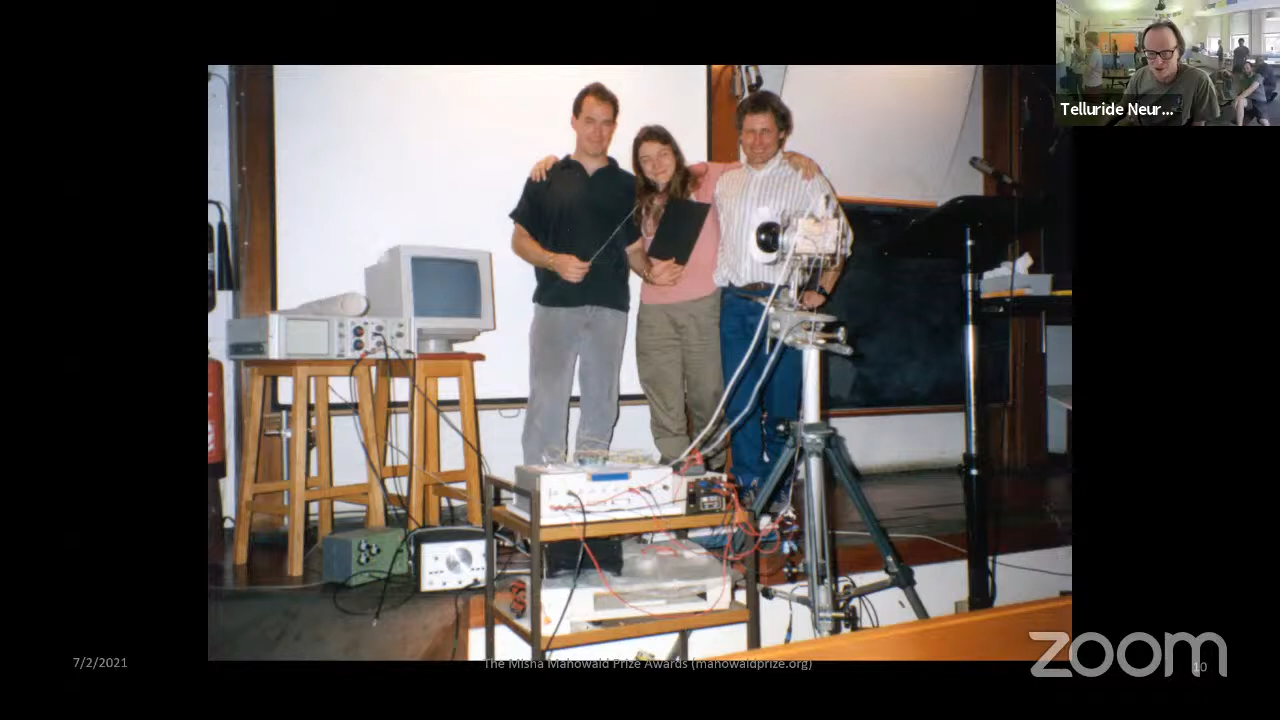 Telluride Neur...
7/2/2021
The Misha Mahowald Prize Awards (mahowaldprize.org)
10
zoom